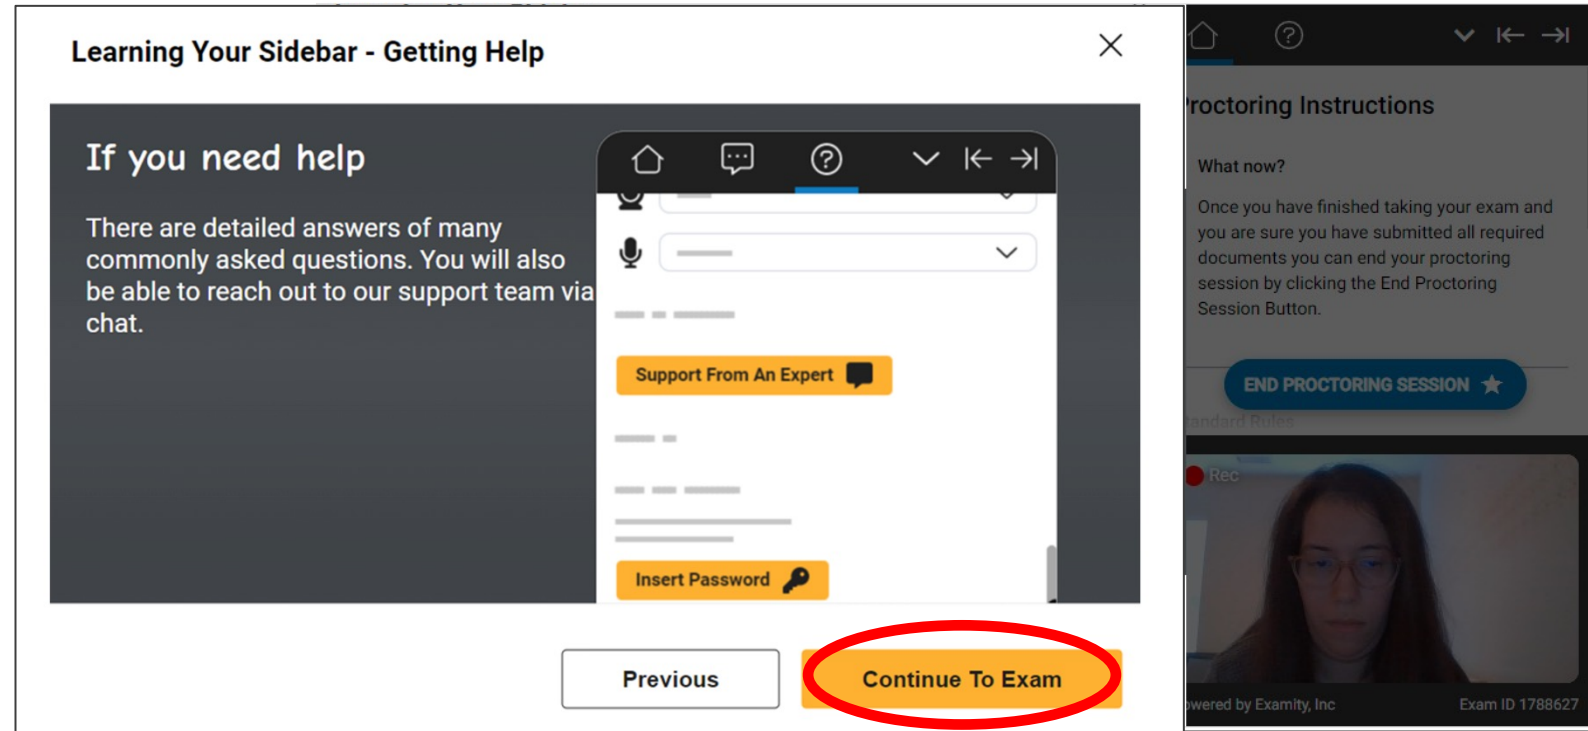 Learning Your Sidebar - Getting Help
If you need help
There are detailed answers of many
commonly asked questions. You will also
be able to reach out to our support team via
chat.
Support From An Expert
Insert Password
Previous
Continue To Exam
roctoring Instructions
What now?
Once you have finished taking your exam and
you are sure you have submitted all required
documents you can end your proctoring
session by clicking the End Proctoring
Session Button.
END PROCTORING SESSION
tandard Rules
Rec
owered by Examity, Inc
Exam ID 1788627